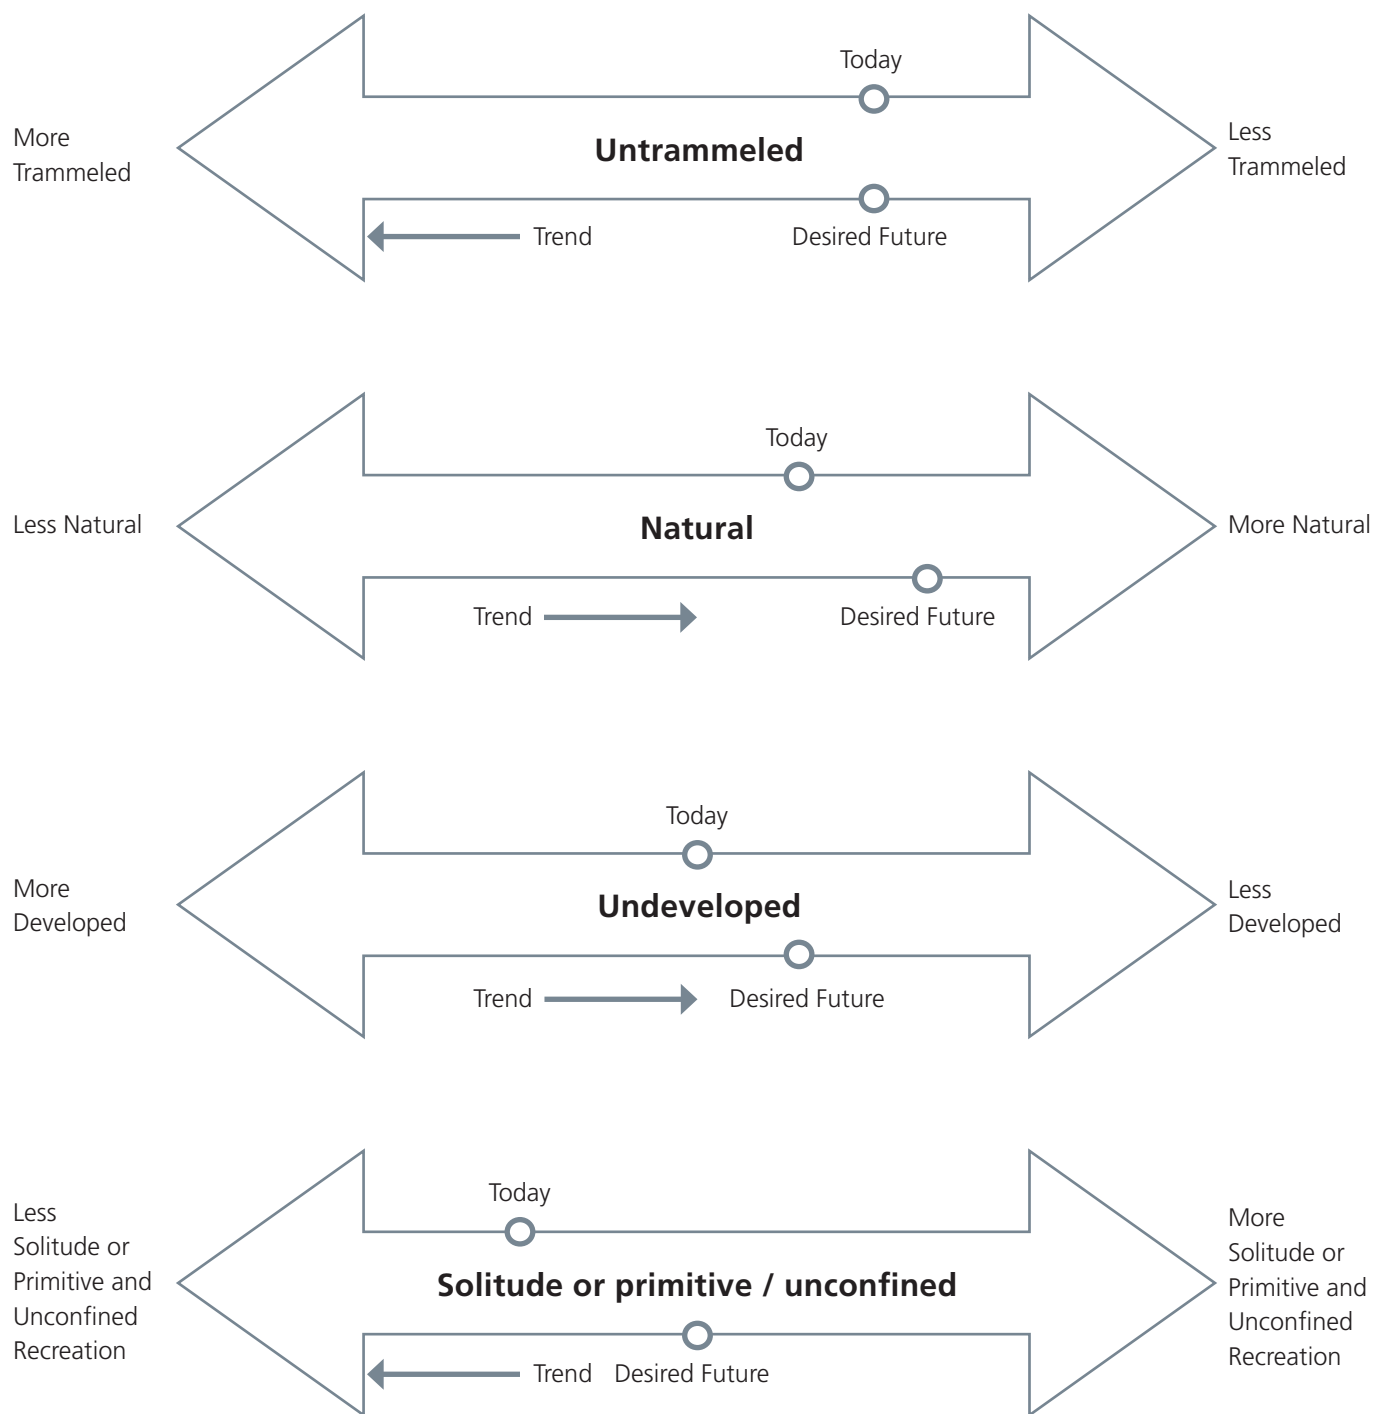 Today
More
Trammeled
Untrammeled
Less
Trammeled
Trend
Desired Future
Today
Less Natural
Natural
More Natural
Trend
Desired Future
Today
More
Developed
Undeveloped
Less
Developed
Trend
Desired Future
Today
Less
Solitude or
Primitive and
Unconfined
Recreation
Solitude or primitive / unconfined
More
Solitude or
Primitive and
Unconfined
Recreation
Trend
Desired Future